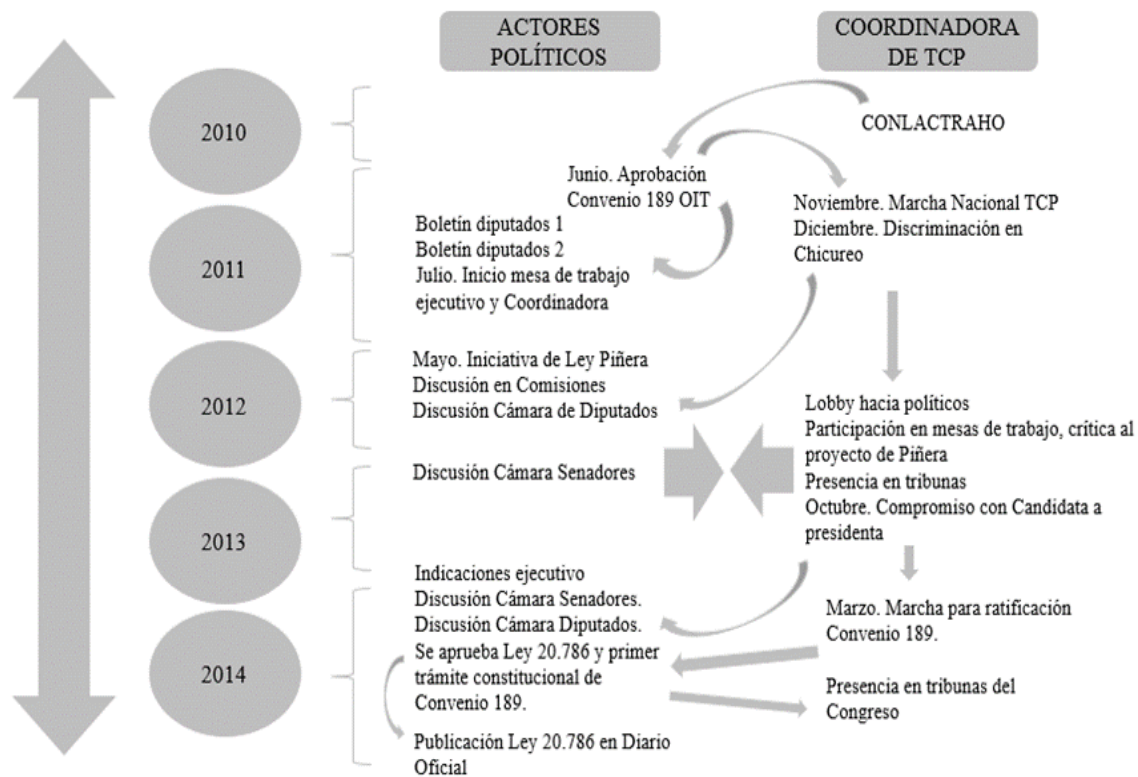 ACTORES
POLÍTICOS
COORDINADORA
DE TCP
2010
CONLACTRAHO
Junio. Aprobación
Convenio 189 OIT
2011
Boletín diputados 1
Boletín diputados 2
Julio. Inicio mesa de trabajo
ejecutivo y Coordinadora
Noviembre. Marcha Nacional TCP
Diciembre. Discriminación en
Chicureo
2012
Mayo. Iniciativa de Ley Piñera
Discusión en Comisiones
Discusión Cámara de Diputados
Lobby hacia políticos
Participación en mesas de trabajo, crítica al
proyecto de Piñera
Presencia en tribunas
Octubre. Compromiso con Candidata a
presidenta
2013
Discusión Cámara Senadores
2014
Indicaciones ejecutivo
Discusión Cámara Senadores.
Discusión Cámara Diputados.
Se aprueba Ley 20.786 y primer
trámite constitucional de
Convenio 189.
Publicación Ley 20.786 en Diario
Oficial
Marzo. Marcha para ratificación
Convenio 189.
Presencia en tribunas del
Congreso